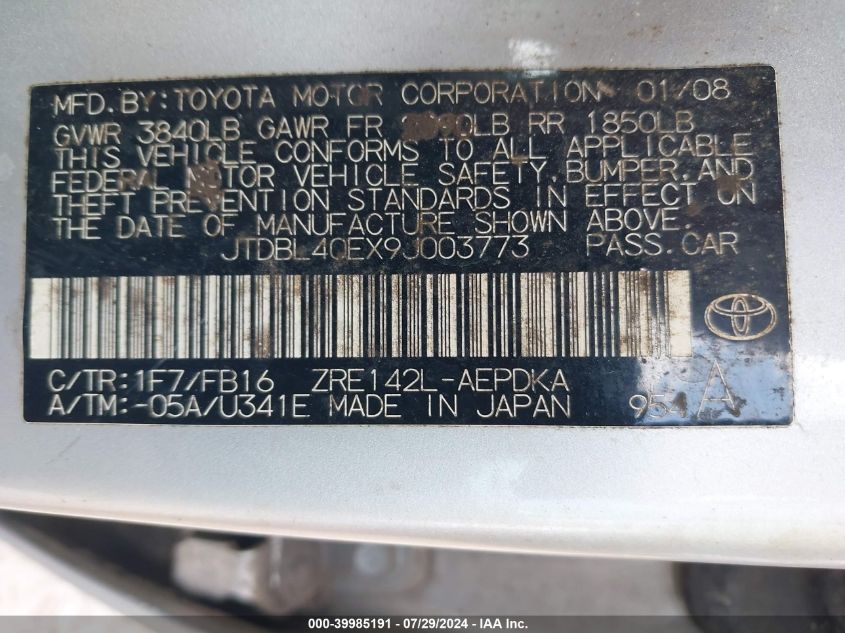 MFD. BY: TOYOTA MOTOR CORPORATION 01/08
GVWR 3840LB GAWR FR RR 1850LB
THIS VEHICLE CONFORMS TO ALL APPLICABLE
FEDERAL MOTOR VEHICLE SAFETY, BUMPER, AND
THEFT PREVENTION STANDARDS IN EFFECT ON
THE DATE OF MANUFACTURE SHOWN ABOVE.
JTDBL40EX9J003773 PASS.CAR
C/TR:1F7/FB16 ZRE142L-AEPDKA
A/TM:-05A/U341E MADE IN JAPAN 954 A
000-39985191 / 07/29/2024 - IAA Inc.